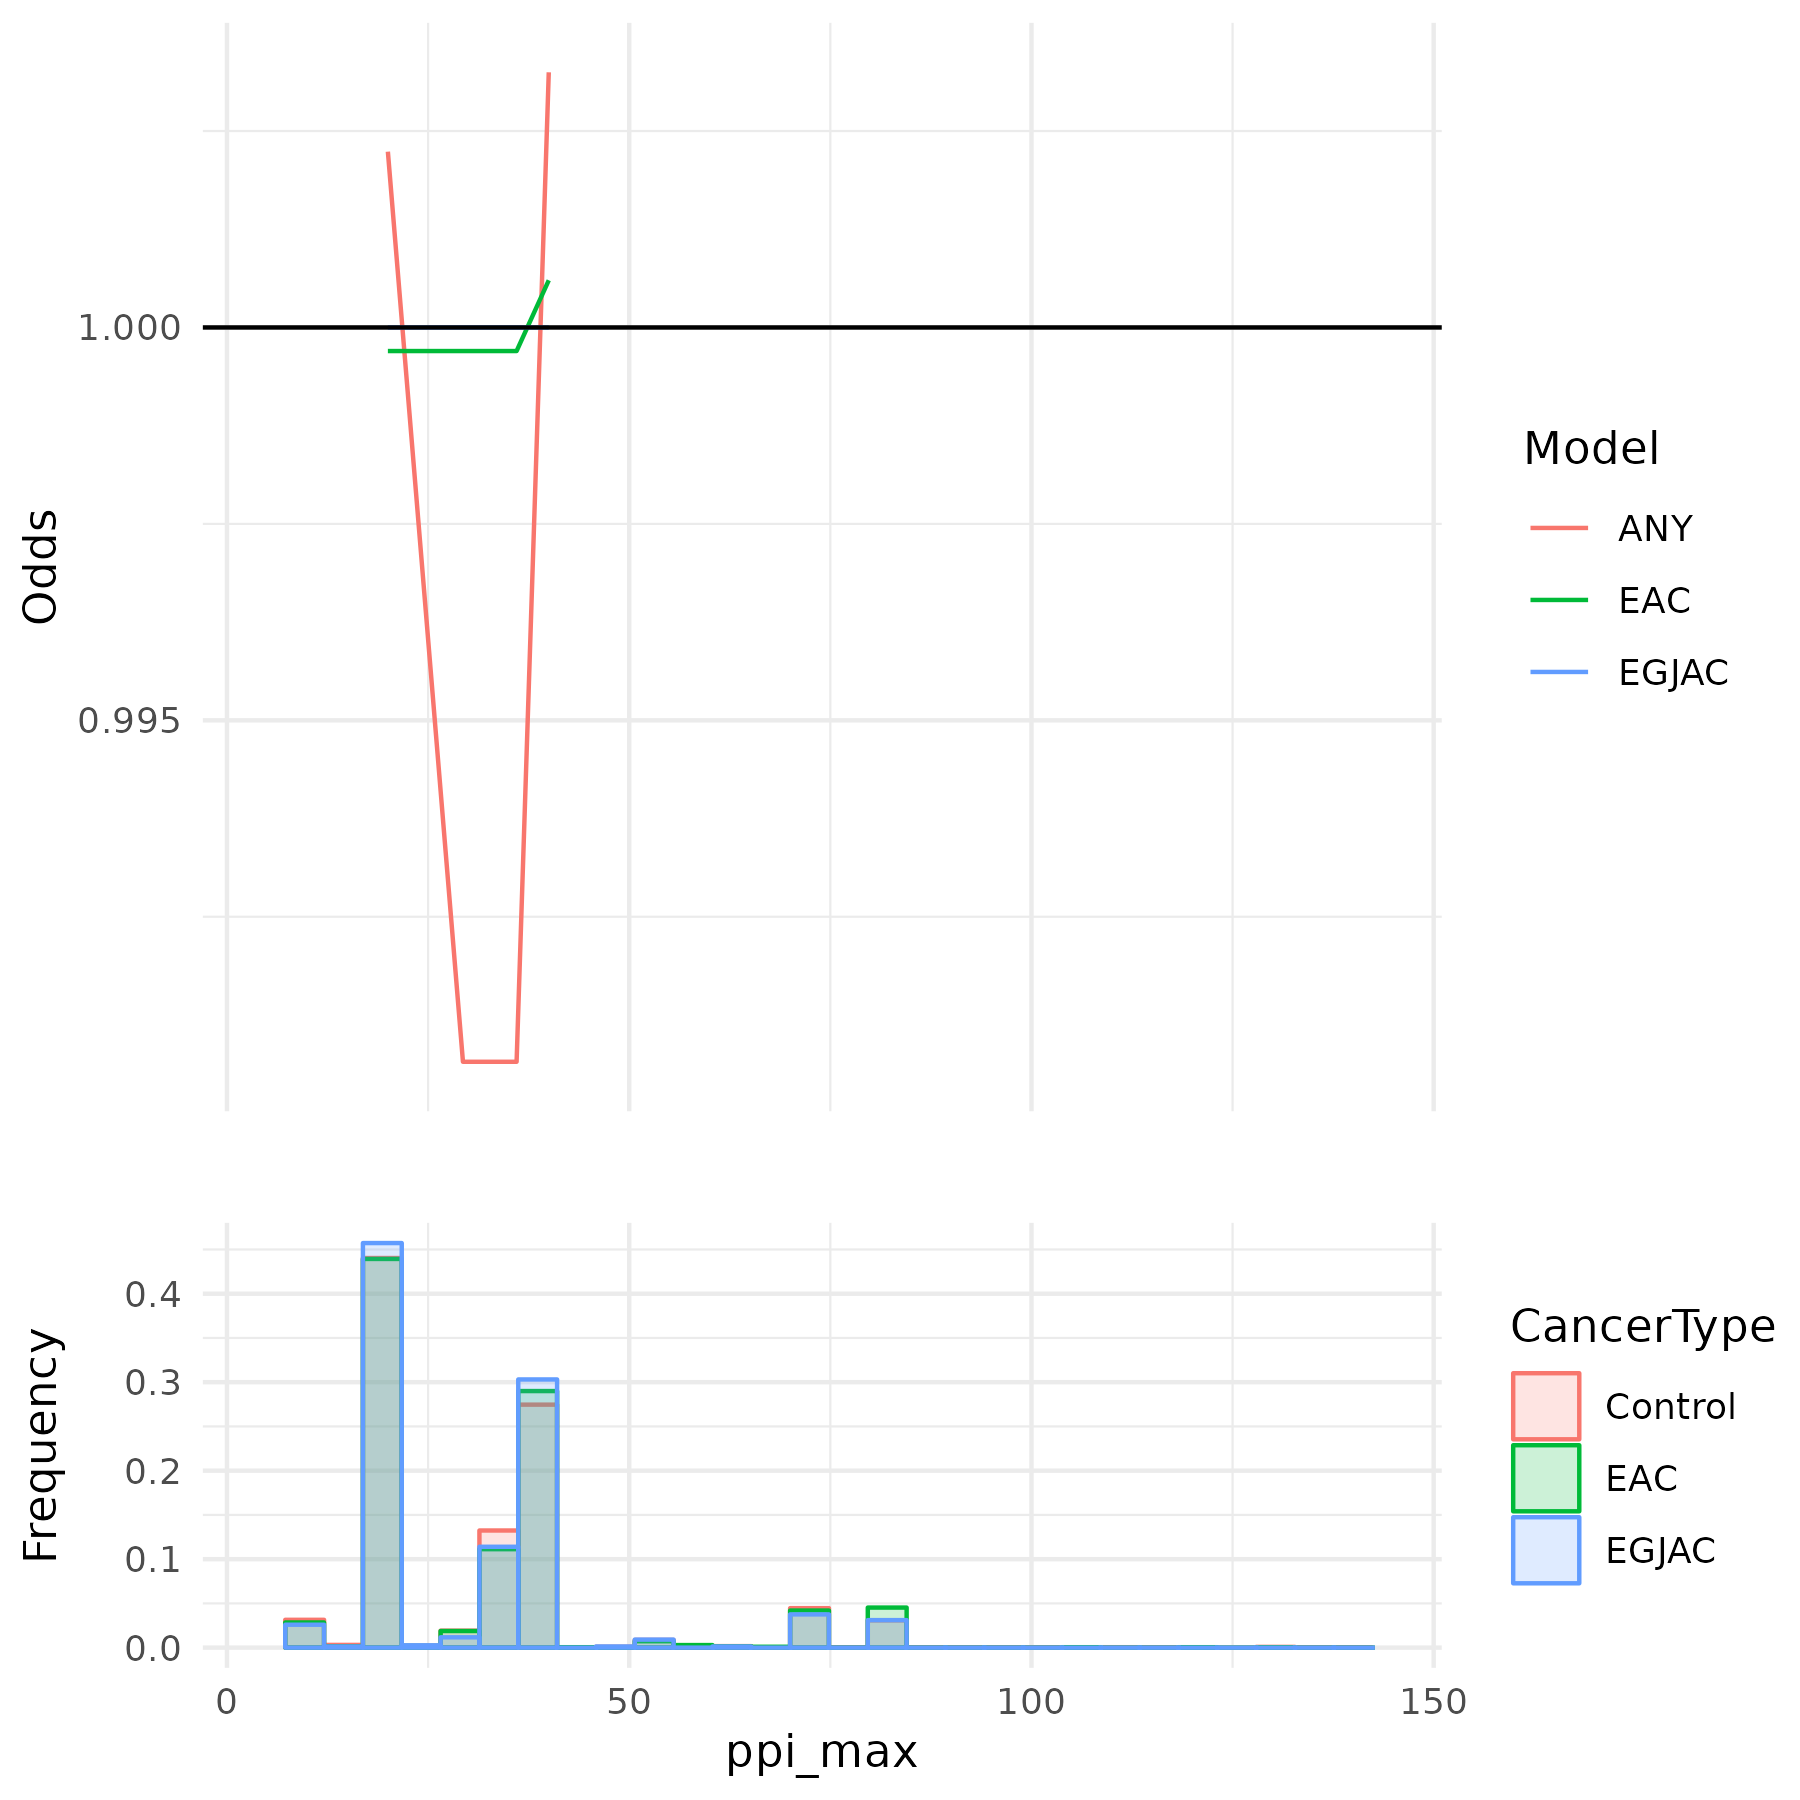 Odds
1.000
0.995
Model
ANY
EAC
EGJAC
Frequency
0.4
0.3
0.2
0.1
0.0
0
50
100
150
ppi_max
CancerType
Control
EAC
EGJAC